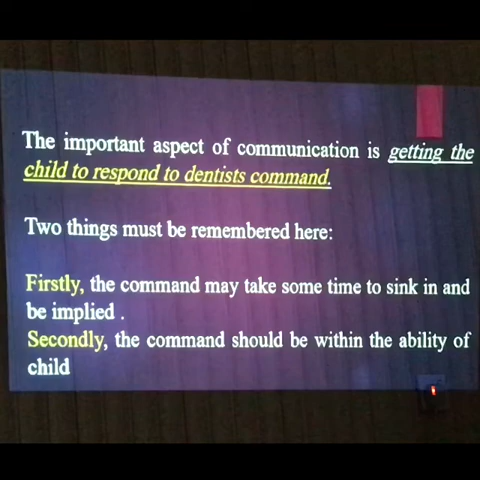 The important aspect of communication is getting the
child to respond to dentists command.
Two things must be remembered here:
Firstly, the command may take some time to sink in and
be implied .
Secondly, the command should be within the ability of
child